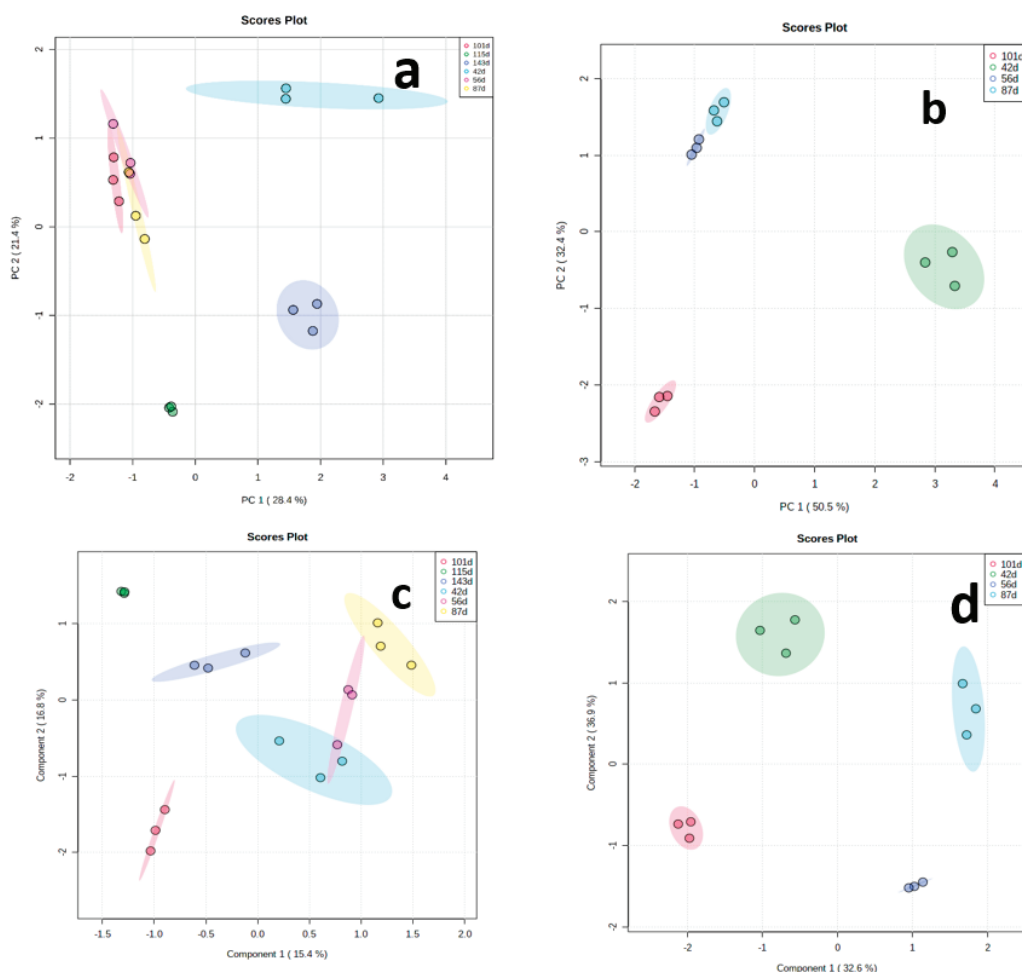 Scores Plot
a
101d
115d
143d
42d
56d
87d
2
1
0
-1
-2
PC 2 ( 21.4 %)
-2 -1 0 1 2 3 4
PC 1 ( 28.4 %)
Scores Plot
b
101d
42d
56d
87d
2
1
0
-1
-2
-3
PC 2 ( 32.4 %)
-2 -1 0 1 2 3 4
PC 1 ( 50.5 %)
Scores Plot
c
101d
115d
143d
42d
56d
87d
1
0
-1
-2
Component 2 ( 16.8 %)
-1.5 -1.0 -0.5 0.0 0.5 1.0 1.5 2.0
Component 1 ( 15.4 %)
Scores Plot
d
101d
42d
56d
87d
2
1
0
-1
-2
Component 2 ( 36.9 %)
-2 -1 0 1 2
Component 1 ( 32.6 %)